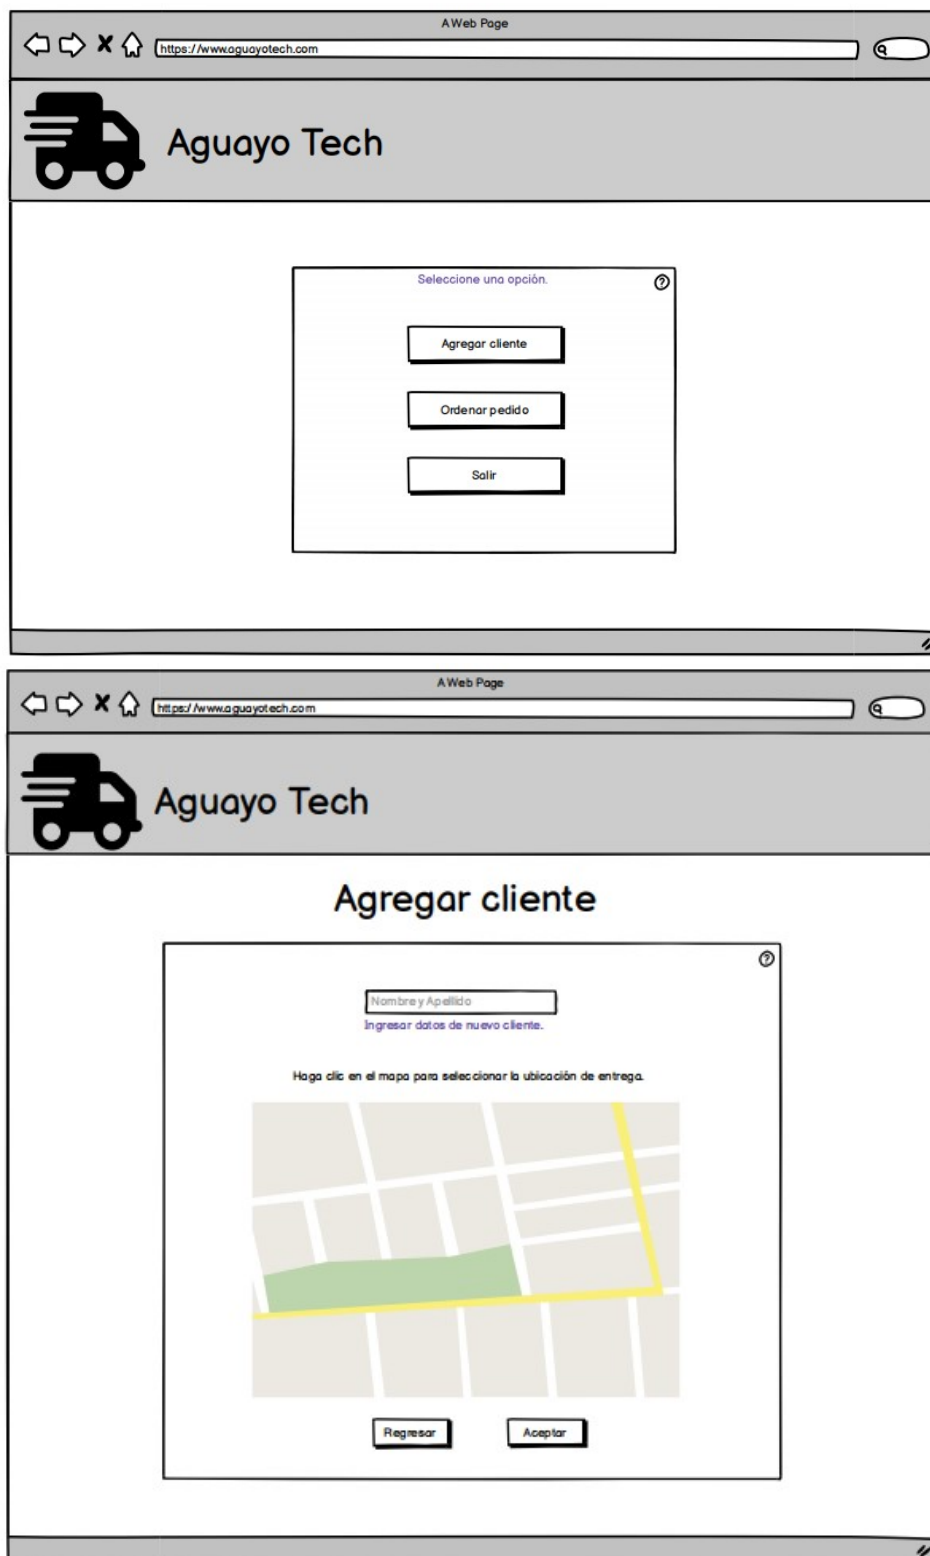 A Web Page
https://www.aguayotech.com
Aguayo Tech
Seleccione una opción.
?
Agregar cliente
Ordenar pedido
Salir
A Web Page
https://www.aguayotech.com
Aguayo Tech
Agregar cliente
?
Nombre y Apellido
Ingresar datos de nuevo cliente.
Haga clic en el mapa para seleccionar la ubicación de entrega.
Regresar
Aceptar